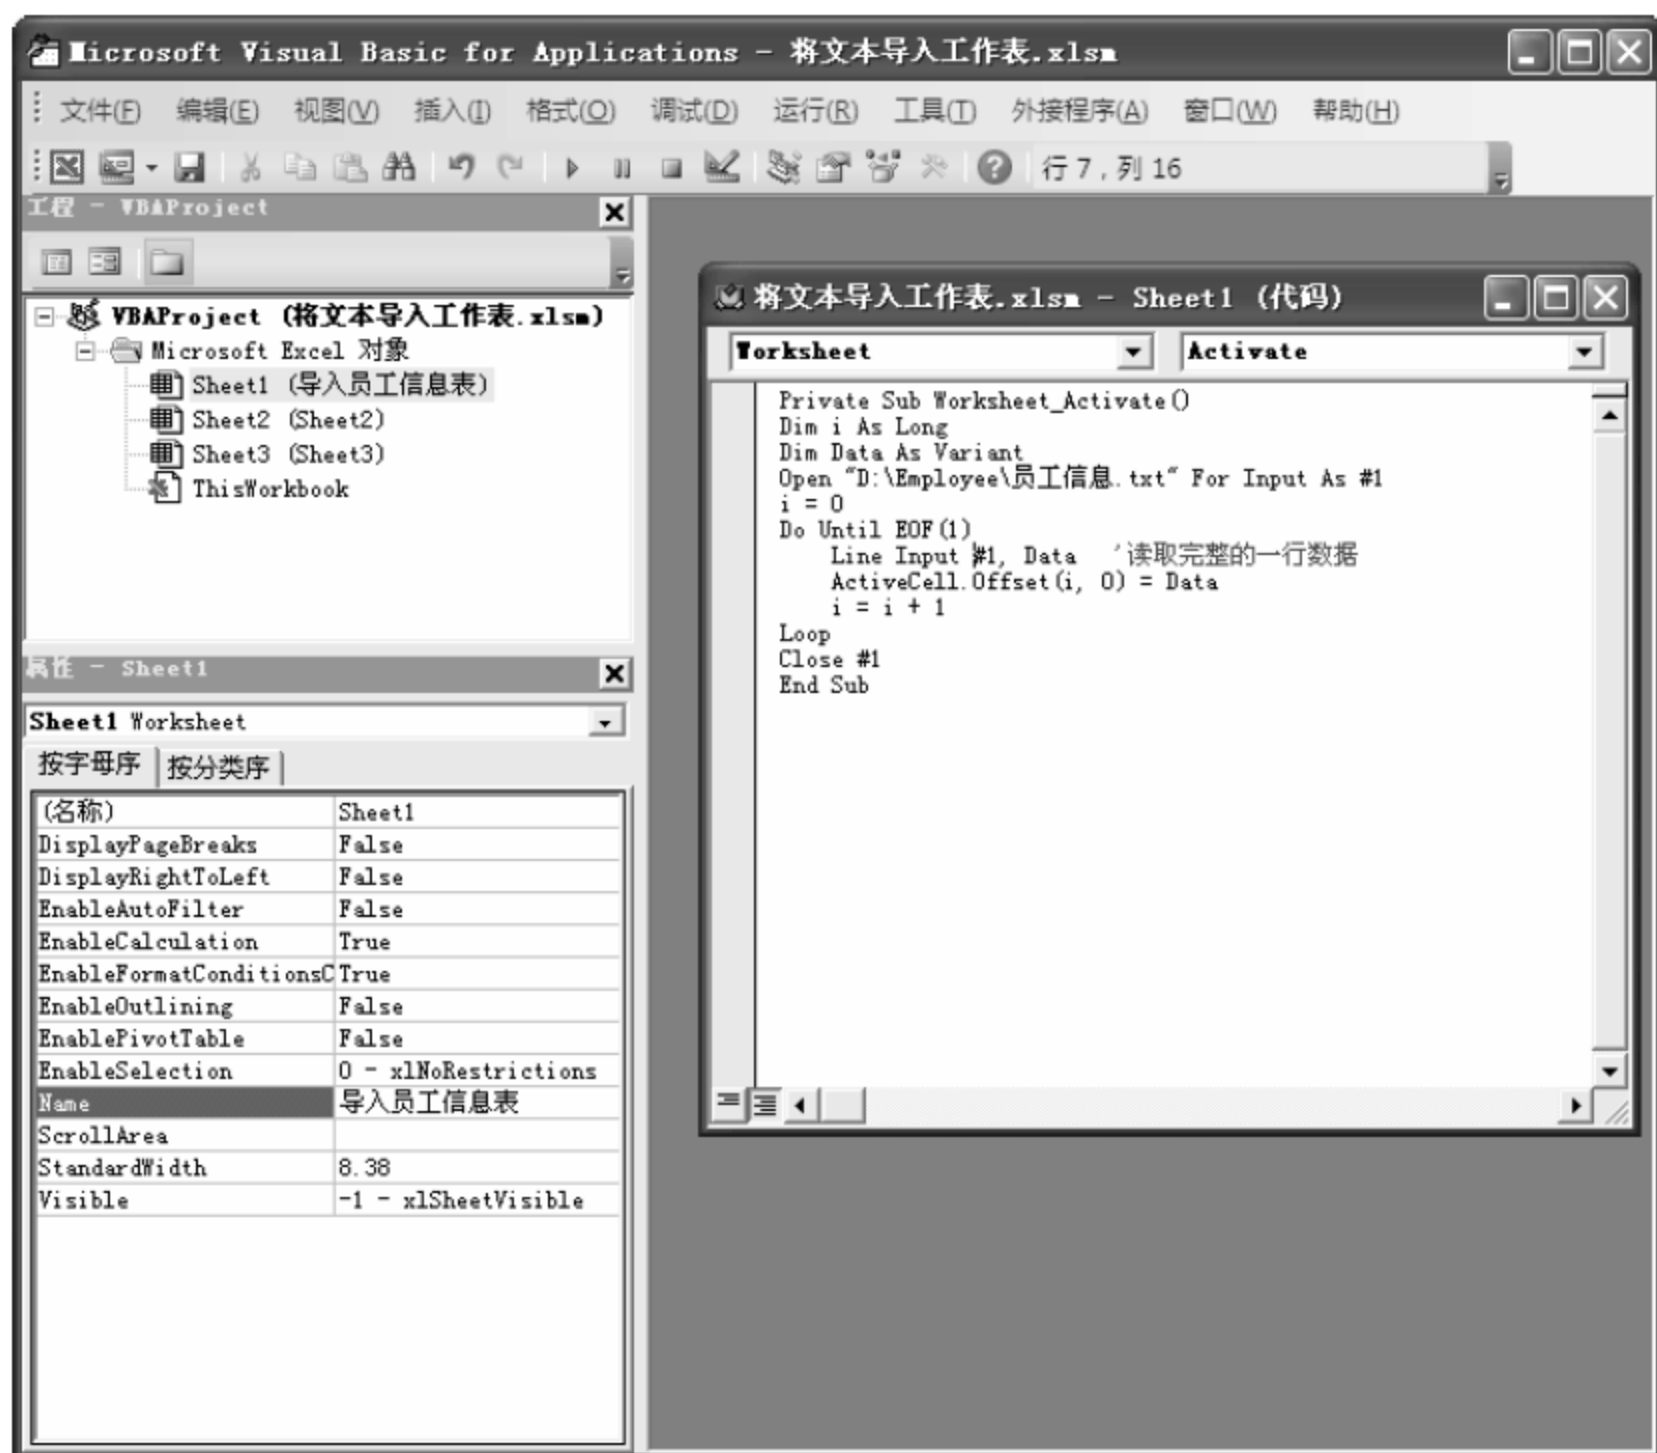 Microsoft Visual Basic for Applications - 将文本导入工作表.xlsm
文件(F) 编辑(E) 视图(V) 插入(I) 格式(O) 调试(D) 运行(R) 工具(T) 外接程序(A) 窗口(W) 帮助(H)
行 7 , 列 16
工程 - VBAProject
VBAProject (将文本导入工作表.xlsm)
Microsoft Excel 对象
Sheet1 (导入员工信息表)
Sheet2 (Sheet2)
Sheet3 (Sheet3)
ThisWorkbook
属性 - Sheet1
Sheet1 Worksheet
按字母序 按分类序
(名称) Sheet1
DisplayPageBreaks False
DisplayRightToLeft False
EnableAutoFilter False
EnableCalculation True
EnableFormatConditionsC True
EnableOutlining False
EnablePivotTable False
EnableSelection 0 - xlNoRestrictions
Name 导入员工信息表
ScrollArea
StandardWidth 8.38
Visible -1 - xlSheetVisible
将文本导入工作表.xlsm - Sheet1 (代码)
Worksheet Activate
Private Sub Worksheet_Activate()
Dim i As Long
Dim Data As Variant
Open "D:\Employee\员工信息.txt" For Input As #1
i = 0
Do Until EOF(1)
Line Input #1, Data '读取完整的一行数据
ActiveCell.Offset(i, 0) = Data
i = i + 1
Loop
Close #1
End Sub